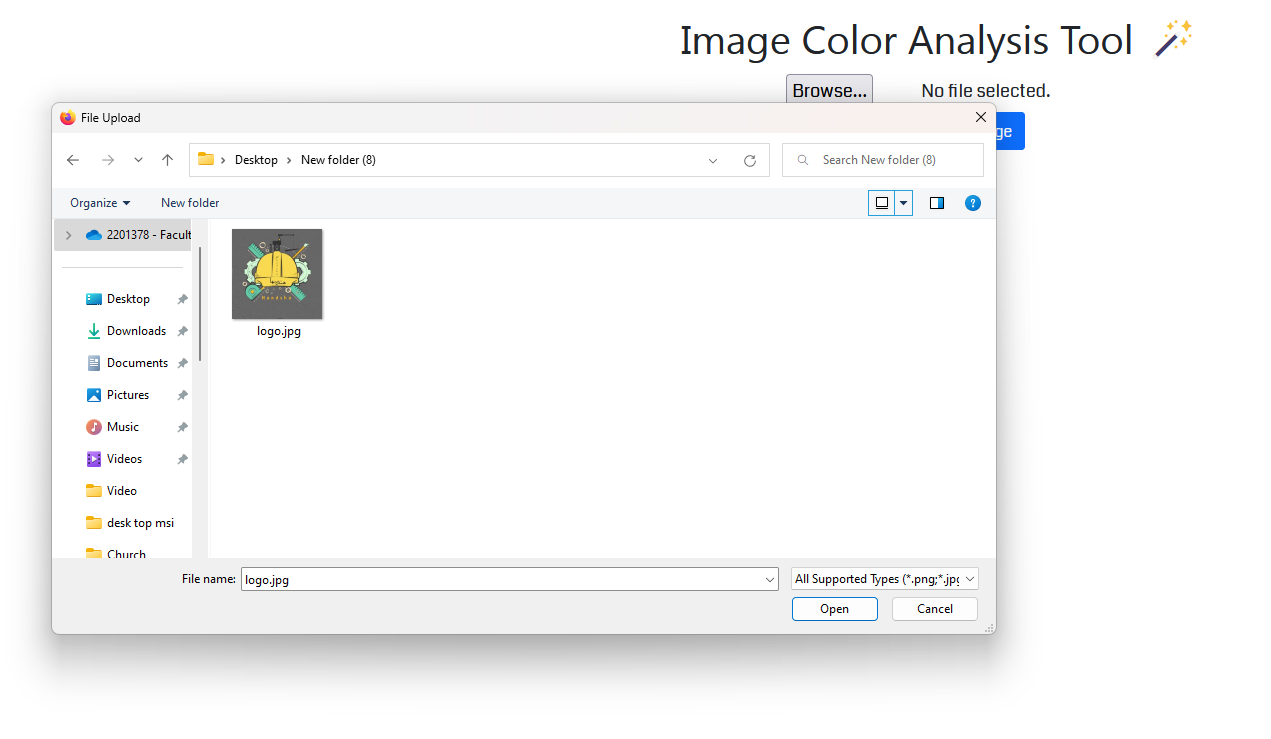 Image Color Analysis Tool
Browse... No file selected.
ge
File Upload
Desktop New folder (8)
Search New folder (8)
Organize New folder
2201378 - Facult
Desktop
Downloads
Documents
Pictures
Music
Videos
Video
desk top msi
Church
Handzha
logo.jpg
File name: logo.jpg
All Supported Types (*.png;*.jpg
Open Cancel